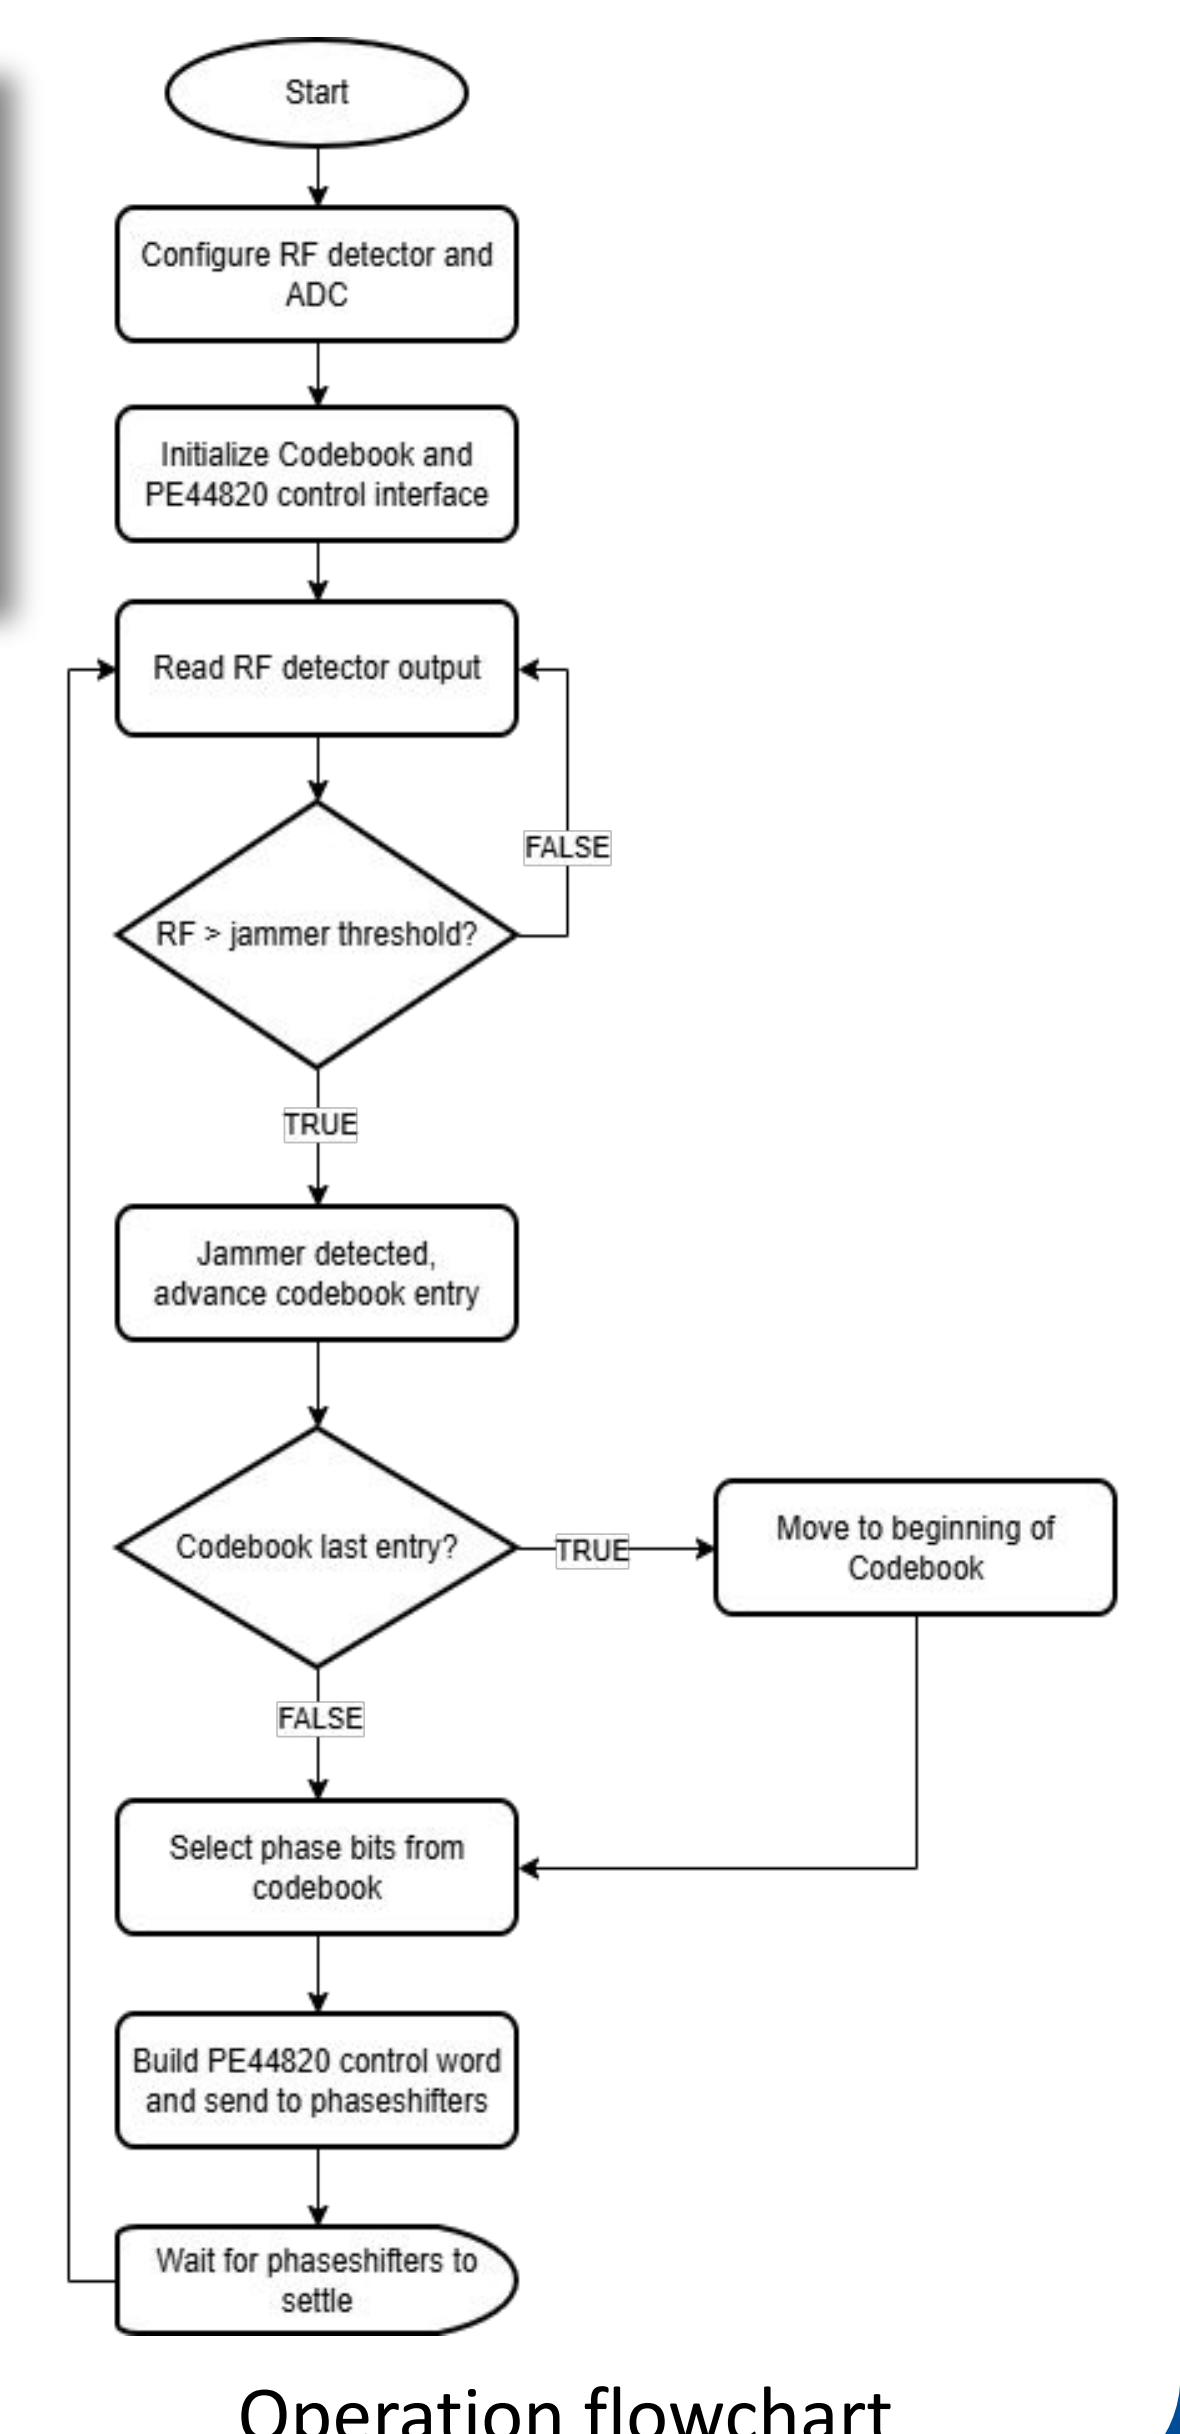 Start
Configure RF detector and
ADC
Initialize Codebook and
PE44820 control interface
Read RF detector output
FALSE
RF > jammer threshold?
TRUE
Jammer detected,
advance codebook entry
Codebook last entry?
TRUE
Move to beginning of
Codebook
FALSE
Select phase bits from
codebook
Build PE44820 control word
and send to phaseshifters
Wait for phaseshifters to
settle
Operation flowchart